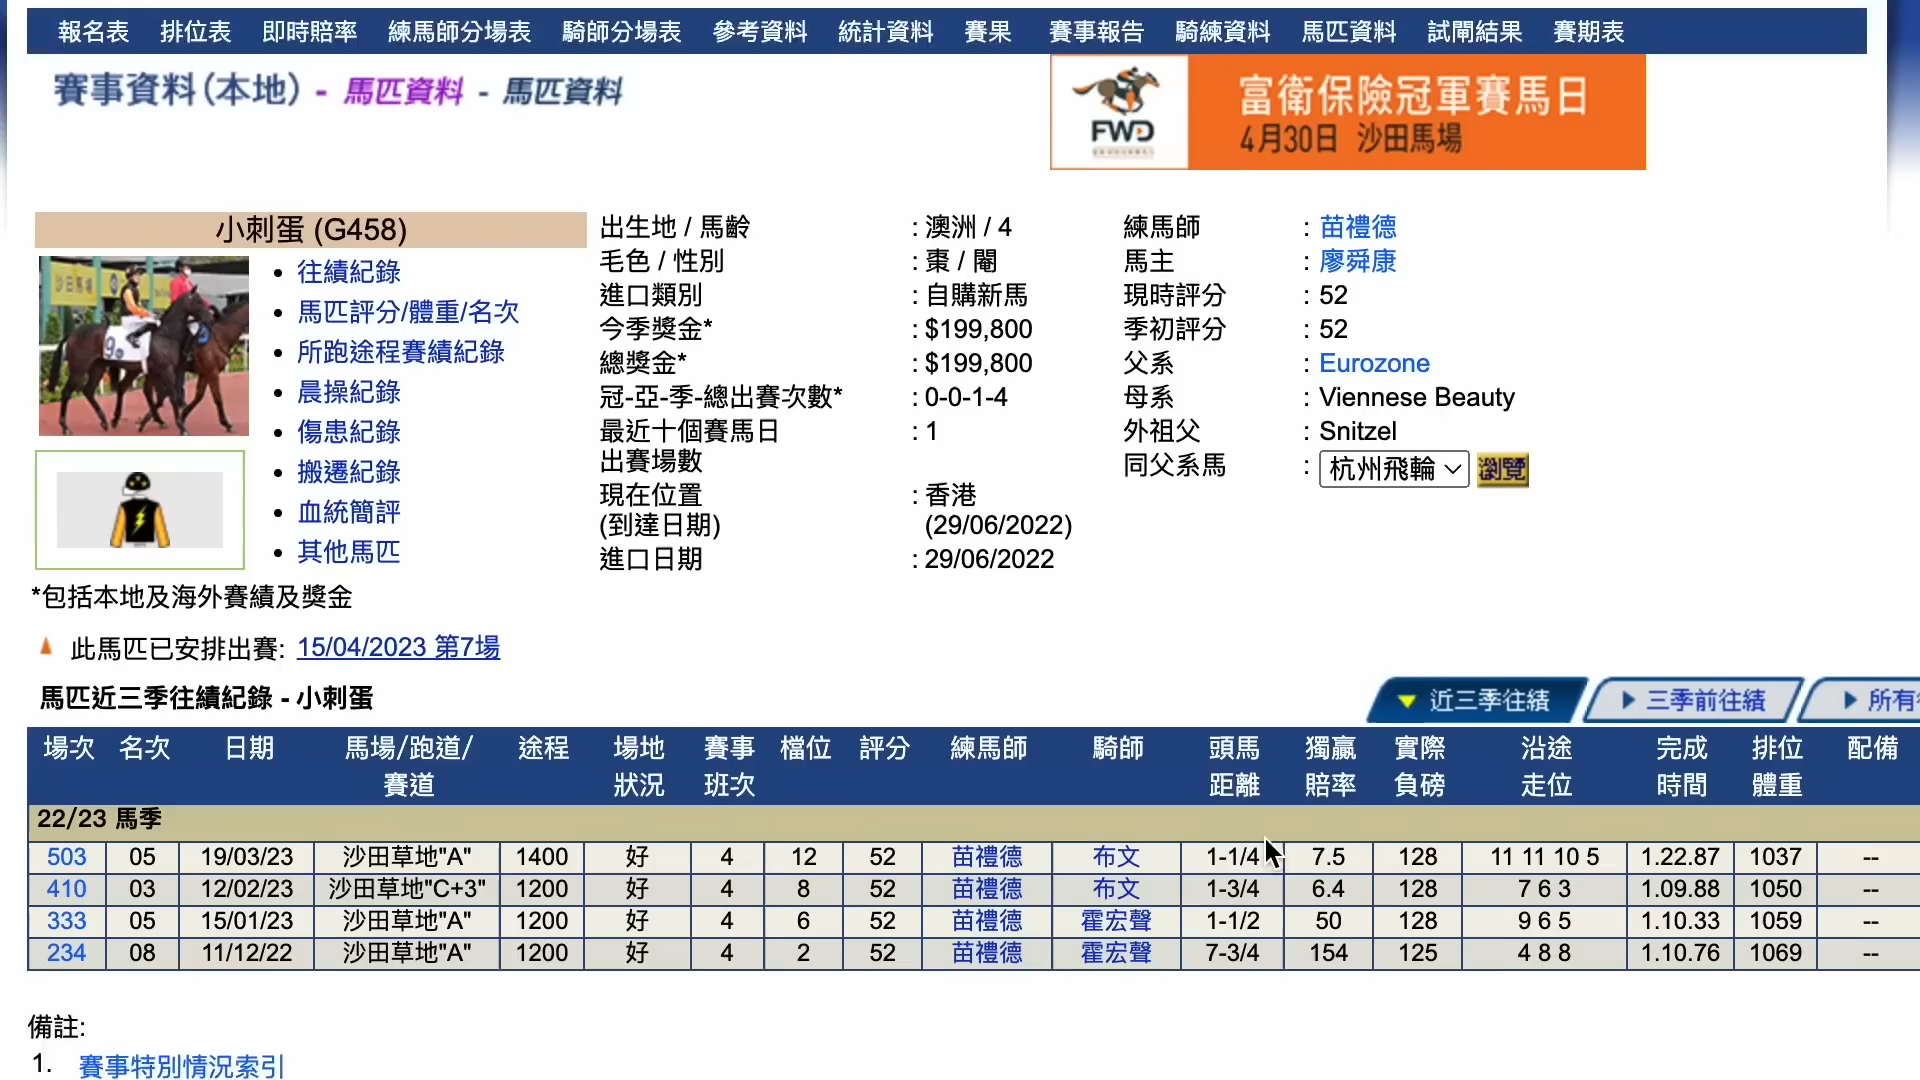 報名表 排位表 即時賠率 練馬師分場表 騎師分場表 參考資料 統計資料 賽果 賽事報告 騎練資料 馬匹資料 試閘結果 賽期表
賽事資料(本地) - 馬匹資料 - 馬匹資料
富衛保險冠軍賽馬日
FWD
4月30日 沙田馬場
小刺蛋 (G458)
往績紀錄
馬匹評分/體重/名次
所跑途程賽績紀錄
晨操紀錄
傷患紀錄
搬遷紀錄
血統簡評
其他馬匹
出生地 / 馬齡 : 澳洲 / 4
毛色 / 性別 : 棗 / 閹
進口類別 : 自購新馬
今季獎金* : $199,800
總獎金* : $199,800
冠-亞-季-總出賽次數* : 0-0-1-4
最近十個賽馬日 : 1
出賽場數
現在位置 : 香港
(到達日期) (29/06/2022)
進口日期 : 29/06/2022
練馬師 : 苗禮德
馬主 : 廖舜康
現時評分 : 52
季初評分 : 52
父系 : Eurozone
母系 : Viennese Beauty
外祖父 : Snitzel
同父系馬 : 杭州飛輪 瀏覽
*包括本地及海外賽績及獎金
此馬匹已安排出賽: 15/04/2023 第7場
馬匹近三季往績紀錄 - 小刺蛋
近三季往績 三季前往績 所有
場次 名次 日期 馬場/跑道/ 途程 場地 賽事 檔位 評分 練馬師 騎師 頭馬 獨贏 實際 沿途 完成 排位 配備
賽道 狀況 班次 距離 賠率 負磅 走位 時間 體重
22/23 馬季
503 05 19/03/23 沙田草地"A" 1400 好 4 12 52 苗禮德 布文 1-1/4 7.5 128 11 11 10 5 1.22.87 1037 --
410 03 12/02/23 沙田草地"C+3" 1200 好 4 8 52 苗禮德 布文 1-3/4 6.4 128 7 6 3 1.09.88 1050 --
333 05 15/01/23 沙田草地"A" 1200 好 4 6 52 苗禮德 霍宏聲 1-1/2 50 128 9 6 5 1.10.33 1059 --
234 08 11/12/22 沙田草地"A" 1200 好 4 2 52 苗禮德 霍宏聲 7-3/4 154 125 4 8 8 1.10.76 1069 --
備註:
1. 賽事特別情況索引